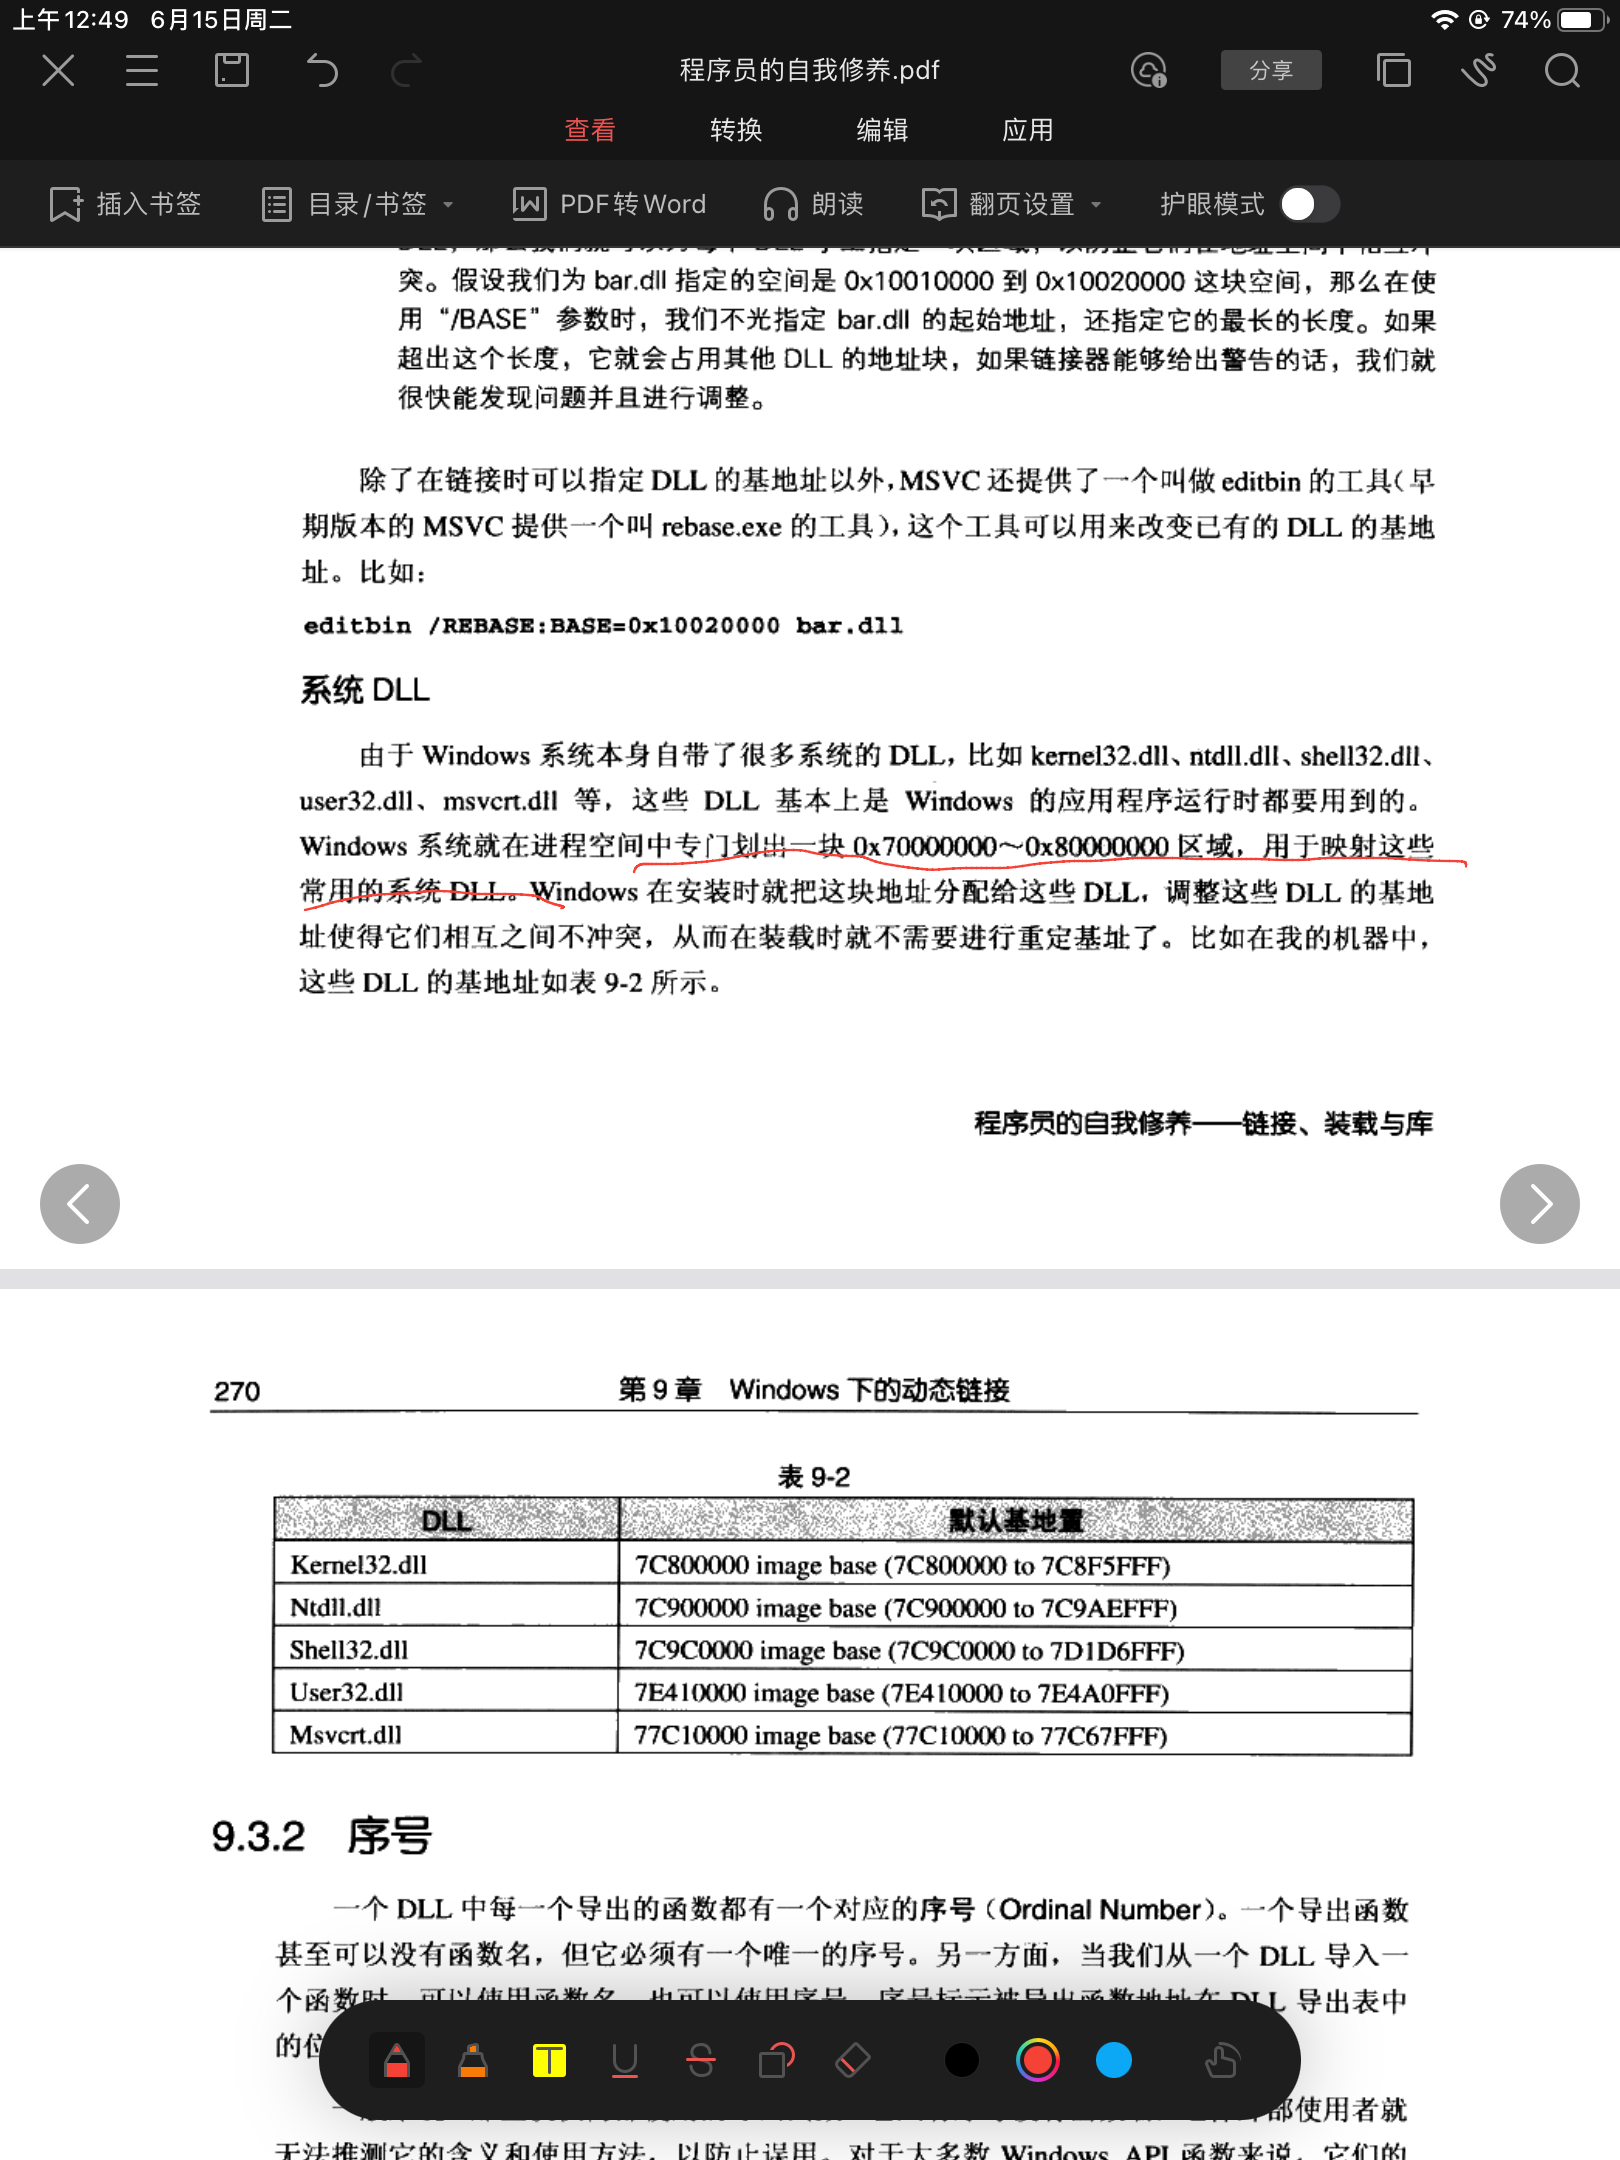 上午12:49 6月15日周二
74%
程序员的自我修养.pdf
分享
查看 转换 编辑 应用
插入书签 目录/书签 PDF转Word 朗读 翻页设置 护眼模式
突。假设我们为 bar.dll 指定的空间是 0x10010000 到 0x10020000 这块空间，那么在使
用“/BASE”参数时，我们不光指定 bar.dll 的起始地址，还指定它的最长的长度。如果
超出这个长度，它就会占用其他 DLL 的地址块，如果链接器能够给出警告的话，我们就
很快能发现问题并且进行调整。
除了在链接时可以指定 DLL 的基地址以外，MSVC 还提供了一个叫做 editbin 的工具（早
期版本的 MSVC 提供一个叫 rebase.exe 的工具），这个工具可以用来改变已有的 DLL 的基地
址。比如：
editbin /REBASE:BASE=0x10020000 bar.dll
系统 DLL
由于 Windows 系统本身自带了很多系统的 DLL，比如 kernel32.dll、ntdll.dll、shell32.dll、
user32.dll、msvcrt.dll 等，这些 DLL 基本上是 Windows 的应用程序运行时都要用到的。
Windows 系统就在进程空间中专门划出一块 0x70000000～0x80000000 区域，用于映射这些
常用的系统 DLL。Windows 在安装时就把这块地址分配给这些 DLL，调整这些 DLL 的基地
址使得它们相互之间不冲突，从而在装载时就不需要进行重定基址了。比如在我的机器中，
这些 DLL 的基地址如表 9-2 所示。
程序员的自我修养——链接、装载与库
270 第 9 章 Windows 下的动态链接
表 9-2
DLL 默认基地置
Kernel32.dll 7C800000 image base (7C800000 to 7C8F5FFF)
Ntdll.dll 7C900000 image base (7C900000 to 7C9AEFFF)
Shell32.dll 7C9C0000 image base (7C9C0000 to 7D1D6FFF)
User32.dll 7E410000 image base (7E410000 to 7E4A0FFF)
Msvcrt.dll 77C10000 image base (77C10000 to 77C67FFF)
9.3.2 序号
一个 DLL 中每一个导出的函数都有一个对应的序号（Ordinal Number）。一个导出函数
甚至可以没有函数名，但它必须有一个唯一的序号。另一方面，当我们从一个 DLL 导入一
个函数时，可以使用函数名，也可以使用序号。序号标示被导出函数地址在 DLL 导出表中
的位
部使用者就
无法推测它的含义和使用方法，以防止误用。对于大多数 Windows API 函数来说，它们的